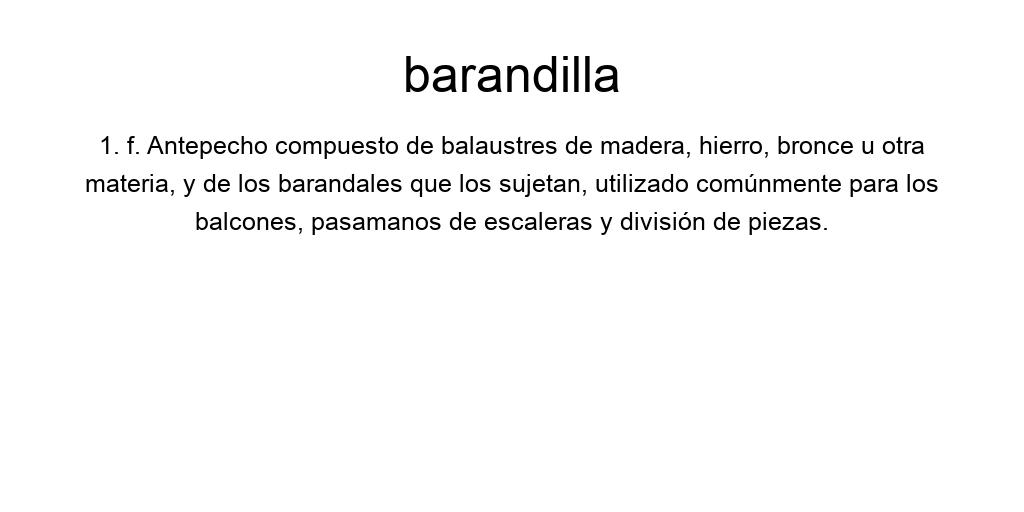 barandilla
1. f. Antepecho compuesto de balaustres de madera, hierro, bronce u otra
materia, y de los barandales que los sujetan, utilizado comúnmente para los
balcones, pasamanos de escaleras y división de piezas.